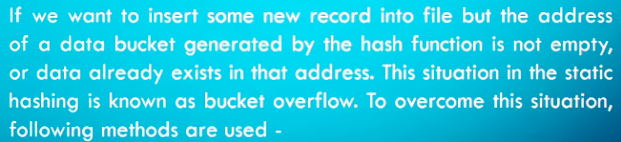 If we want to insert some new record into file but the address
of a data bucket generated by the hash function is not empty,
or data already exists in that address. This situation in the static
hashing is known as bucket overflow. To overcome this situation,
following methods are used -